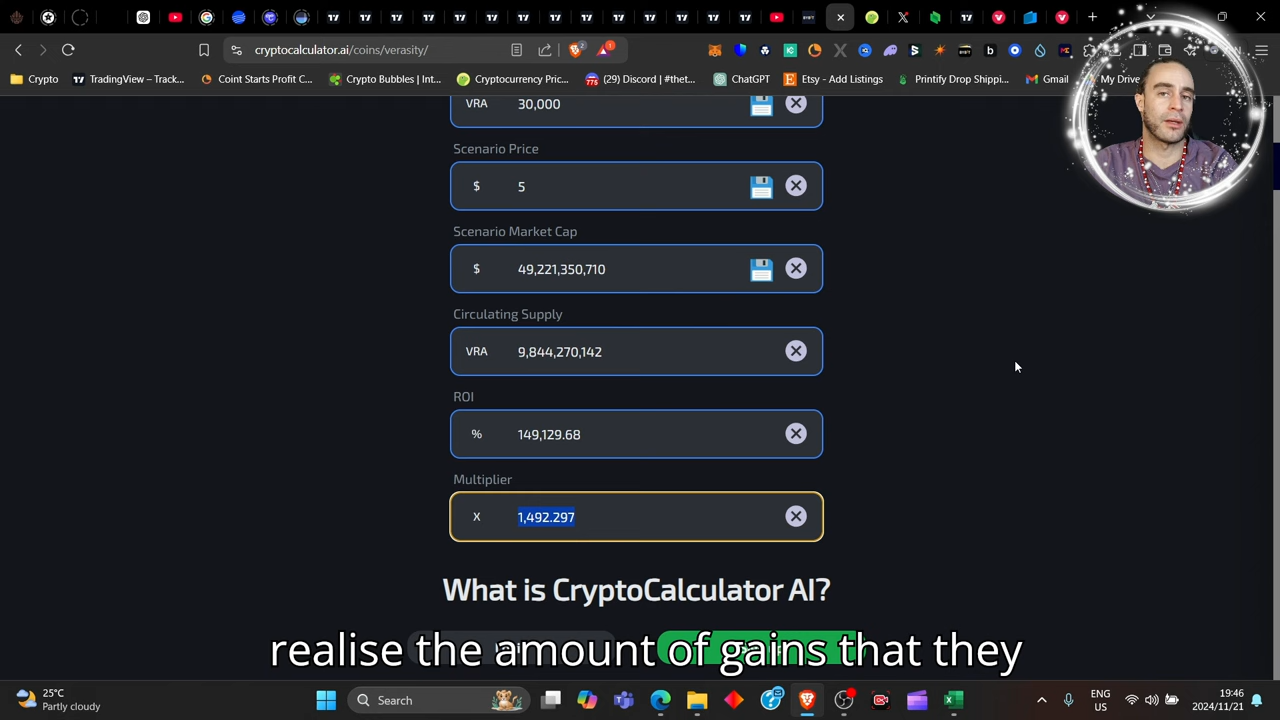 cryptocalculator.ai/coins/verasity/
Crypto
TradingView – Track...
Coint Starts Profit C...
Crypto Bubbles | Int...
Cryptocurrency Pric...
(29) Discord | #thet...
ChatGPT
Etsy - Add Listings
Printify Drop Shippi...
Gmail
My Drive
VRA 30,000
Scenario Price
$ 5
Scenario Market Cap
$ 49,221,350,710
Circulating Supply
VRA 9,844,270,142
ROI
% 149,129.68
Multiplier
X 1,492.297
What is CryptoCalculator AI?
realise the amount of gains that they
25°C
Partly cloudy
Search
ENG
US
19:46
2024/11/21